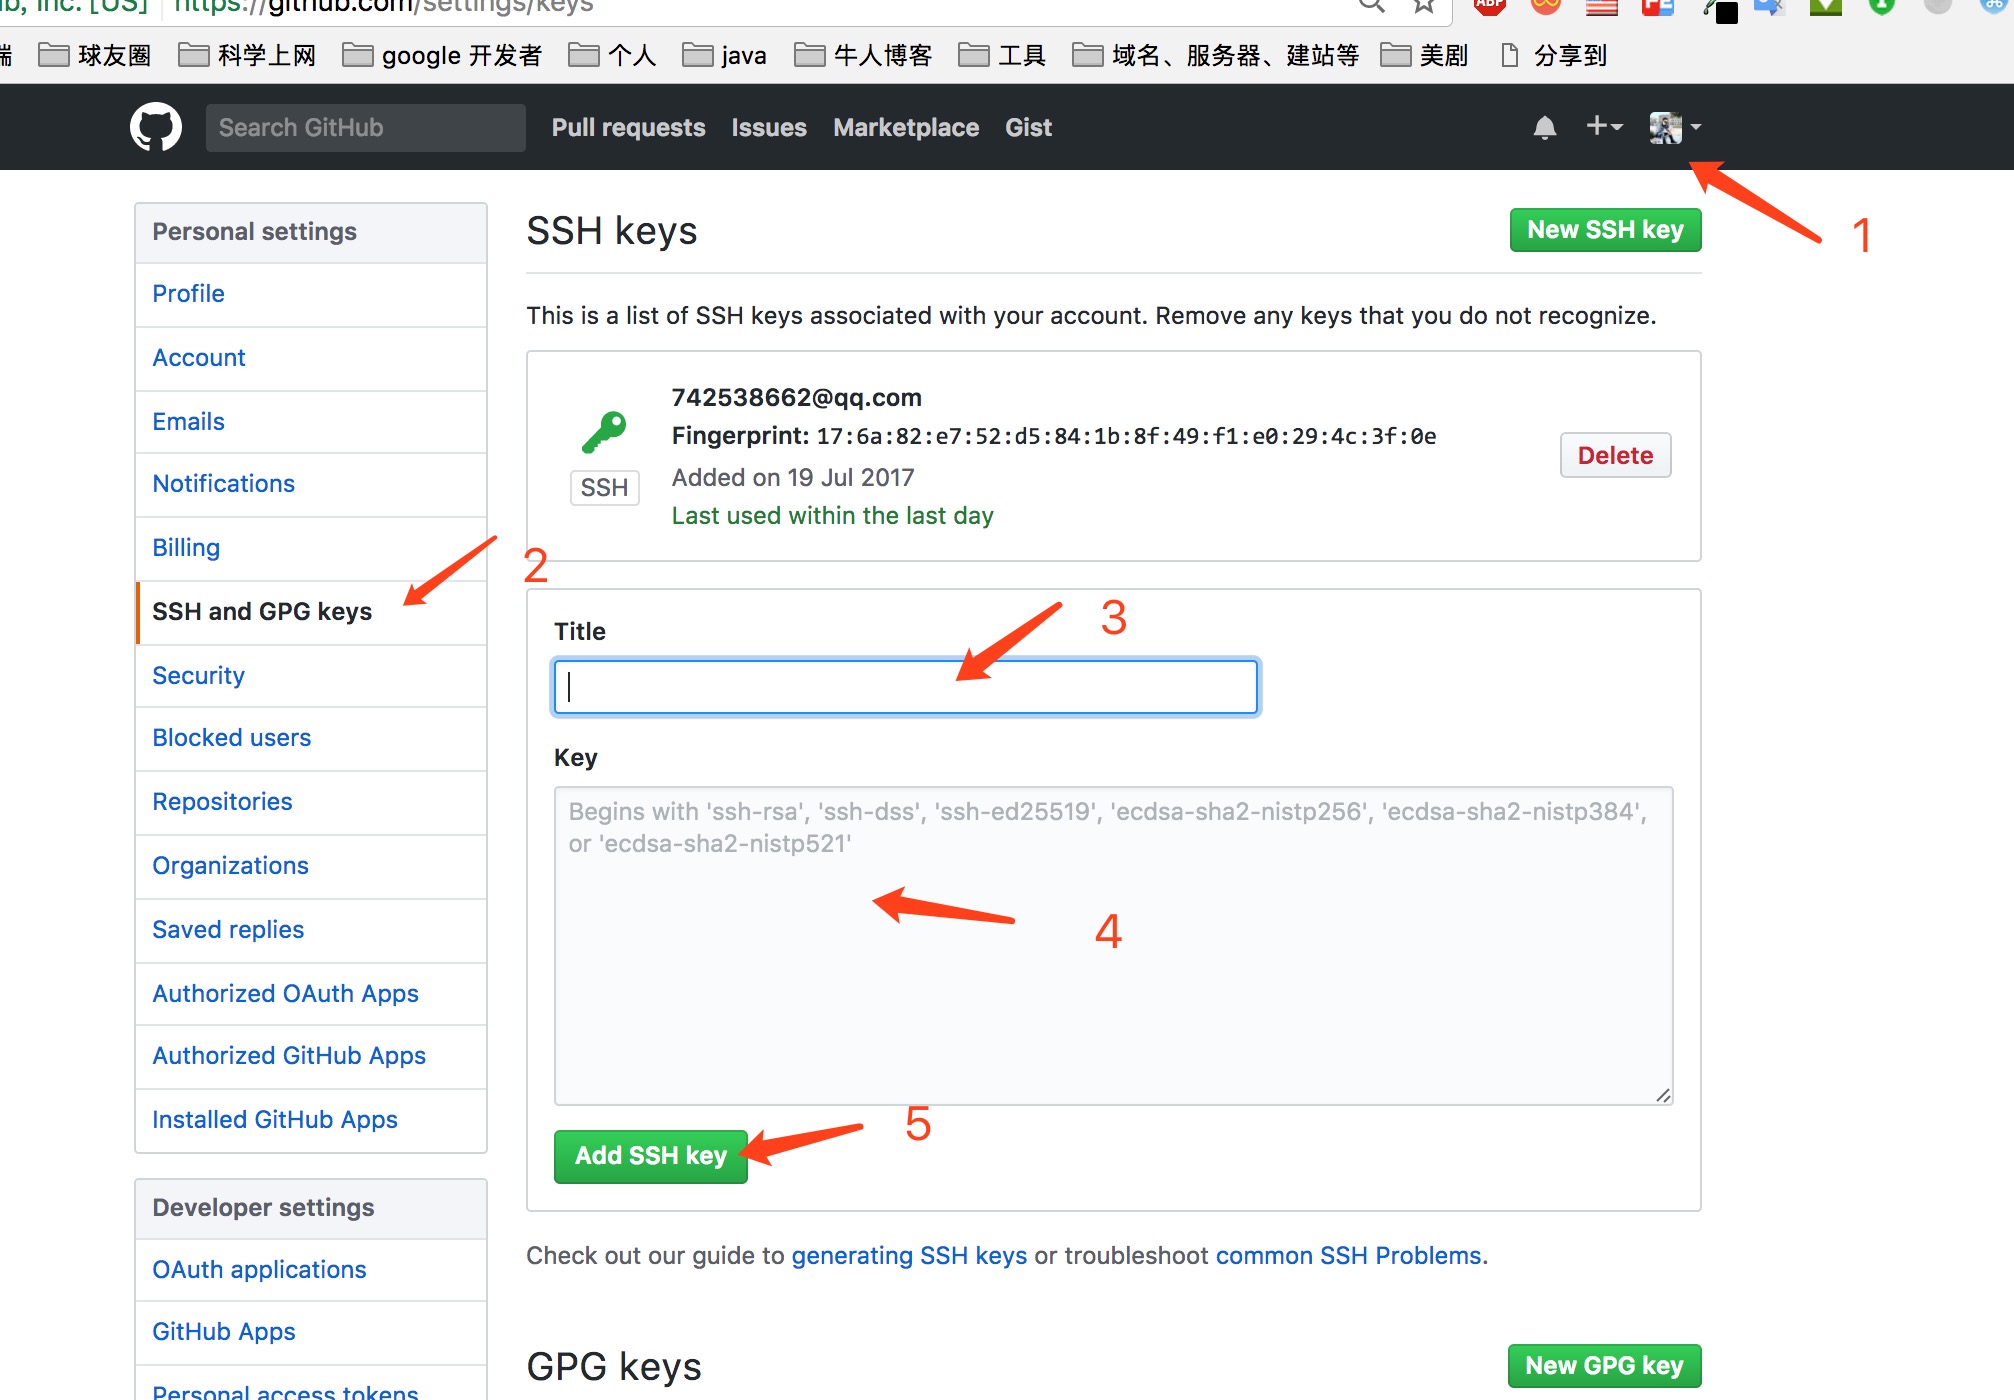 https://github.com/settings/keys
球友圈 科学上网 google 开发者 个人 java 牛人博客 工具 域名、服务器、建站等 美剧 分享到
Search GitHub Pull requests Issues Marketplace Gist
1
Personal settings
Profile
Account
Emails
Notifications
Billing
SSH and GPG keys
Security
Blocked users
Repositories
Organizations
Saved replies
Authorized OAuth Apps
Authorized GitHub Apps
Installed GitHub Apps
Developer settings
OAuth applications
GitHub Apps
Personal access tokens
2
SSH keys
New SSH key
This is a list of SSH keys associated with your account. Remove any keys that you do not recognize.
SSH
742538662@qq.com
Fingerprint: 17:6a:82:e7:52:d5:84:1b:8f:49:f1:e0:29:4c:3f:0e
Added on 19 Jul 2017
Last used within the last day
Delete
Title
3
Key
Begins with 'ssh-rsa', 'ssh-dss', 'ssh-ed25519', 'ecdsa-sha2-nistp256', 'ecdsa-sha2-nistp384',
or 'ecdsa-sha2-nistp521'
4
Add SSH key
5
Check out our guide to generating SSH keys or troubleshoot common SSH Problems.
GPG keys
New GPG key